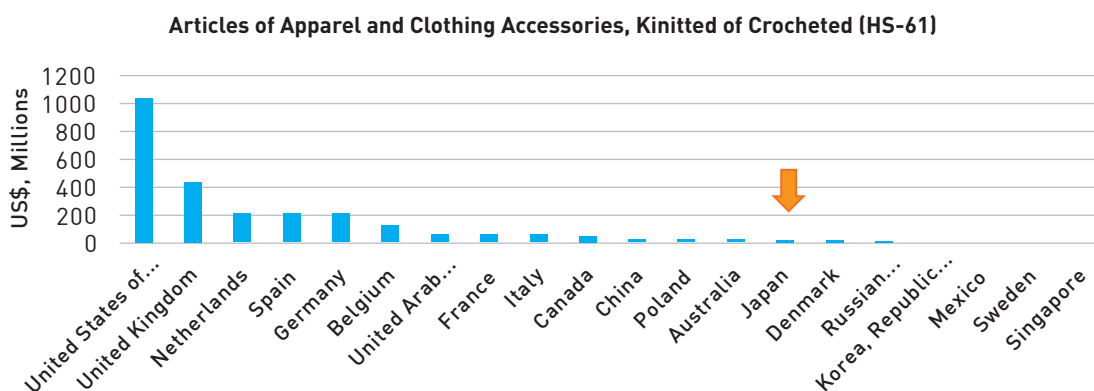 Articles of Apparel and Clothing Accessories, Kinitted of Crocheted (HS-61)
US$, Millions
1200
1000
800
600
400
200
0
United States of...
United Kingdom
Netherlands
Spain
Germany
Belgium
United Arab...
France
Italy
Canada
China
Poland
Australia
Japan
Denmark
Russian...
Korea, Republic...
Mexico
Sweden
Singapore